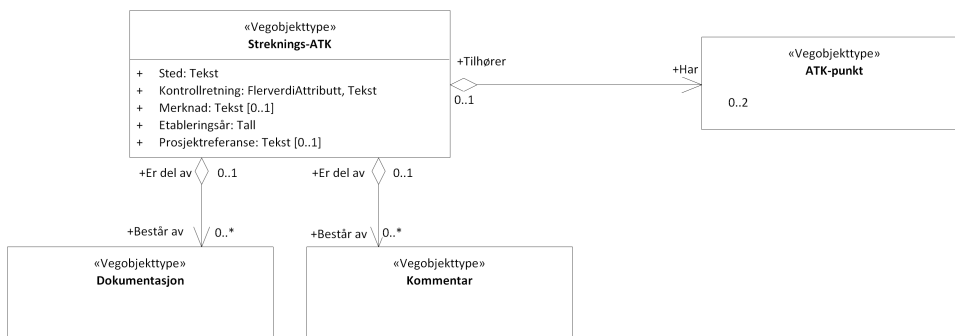 «Vegobjekttype»
Streknings-ATK
+ Sted: Tekst
+ Kontrollretning: FlerverdiAttributt, Tekst
+ Merknad: Tekst [0..1]
+ Etableringsår: Tall
+ Prosjektreferanse: Tekst [0..1]
+Tilhører
0..1
+Har
«Vegobjekttype»
ATK-punkt
0..2
+Er del av 0..1
+Er del av 0..1
+Består av 0..*
+Består av 0..*
«Vegobjekttype»
Dokumentasjon
«Vegobjekttype»
Kommentar